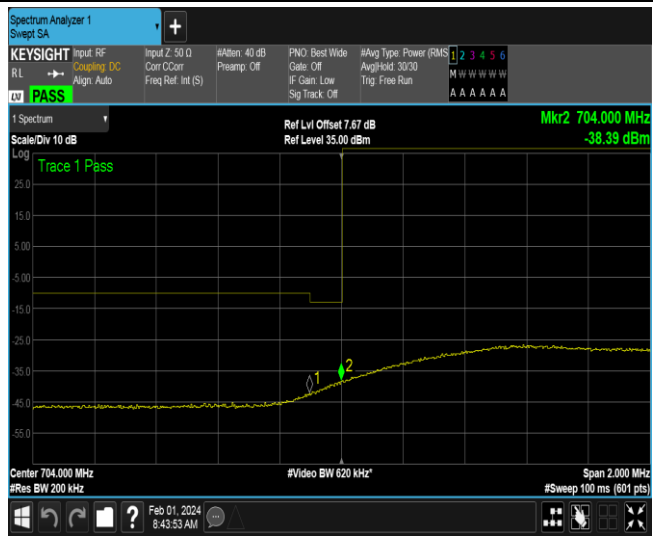 Spectrum Analyzer 1
Swept SA
+
KEYSIGHT
RL
LXI PASS
Input: RF
Coupling: DC
Align: Auto
Input Z: 50 Ω
Corr CCorr
Freq Ref: Int (S)
#Atten: 40 dB
Preamp: Off
PNO: Best Wide
Gate: Off
IF Gain: Low
Sig Track: Off
#Avg Type: Power (RMS
Avg|Hold: 30/30
Trig: Free Run
1 2 3 4 5 6
M W W W W W
A A A A A A
1 Spectrum
Scale/Div 10 dB
Ref Lvl Offset 7.67 dB
Ref Level 35.00 dBm
Mkr2 704.000 MHz
-38.39 dBm
Log
Trace 1 Pass
25.0
15.0
5.00
-5.00
-15.0
-25.0
-35.0
-45.0
-55.0
1
2
Center 704.000 MHz
#Video BW 620 kHz*
Span 2.000 MHz
#Res BW 200 kHz
#Sweep 100 ms (601 pts)
?
Feb 01, 2024
8:43:53 AM